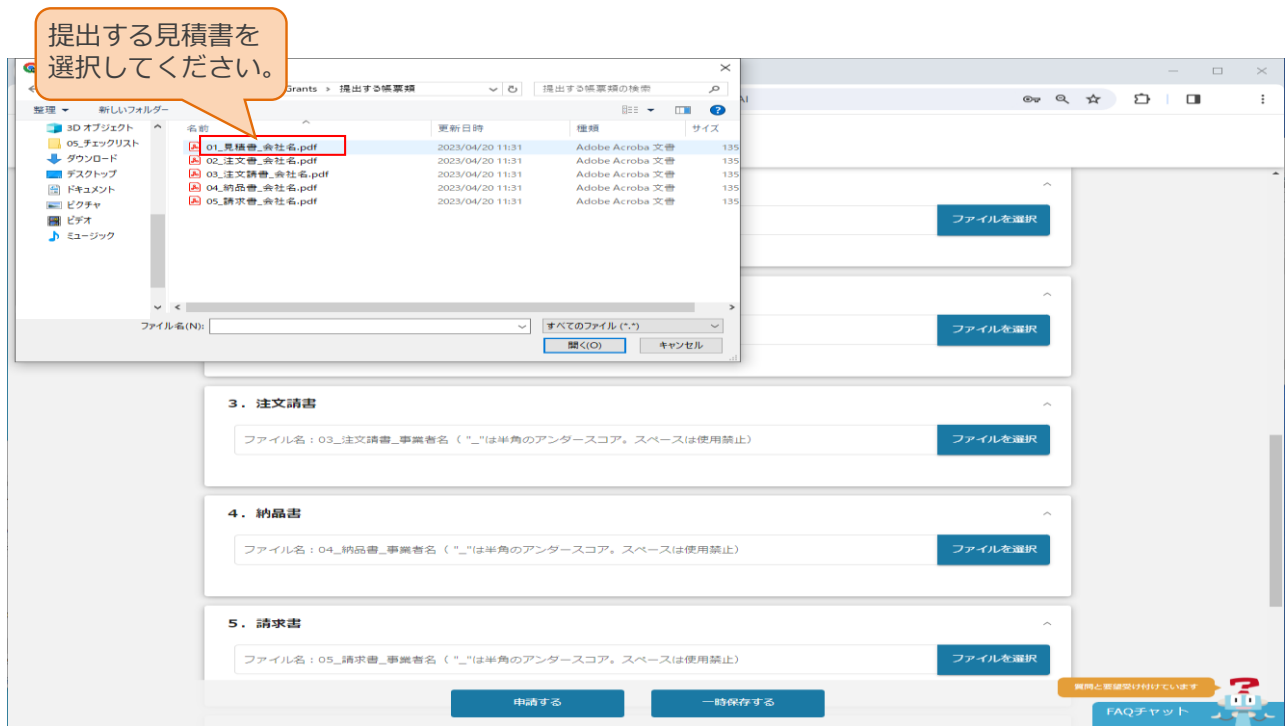 提出する見積書を
選択してください。
Grants › 提出する帳票類
提出する帳票類の検索
整理 新しいフォルダー
名前 更新日時 種類 サイズ
3D オブジェクト
05_チェックリスト
ダウンロード
デスクトップ
ドキュメント
ピクチャ
ビデオ
ミュージック
01_見積書_会社名.pdf 2023/04/20 11:31 Adobe Acroba 文書 135
02_注文書_会社名.pdf 2023/04/20 11:31 Adobe Acroba 文書 135
03_注文請書_会社名.pdf 2023/04/20 11:31 Adobe Acroba 文書 135
04_納品書_会社名.pdf 2023/04/20 11:31 Adobe Acroba 文書 135
05_請求書_会社名.pdf 2023/04/20 11:31 Adobe Acroba 文書 135
ファイル名(N): すべてのファイル (*.*)
開く(O) キャンセル
ファイルを選択
ファイルを選択
3．注文請書
ファイル名：03_注文請書_事業者名（ "_"は半角のアンダースコア。スペースは使用禁止） ファイルを選択
4．納品書
ファイル名：04_納品書_事業者名（ "_"は半角のアンダースコア。スペースは使用禁止） ファイルを選択
5．請求書
ファイル名：05_請求書_事業者名（ "_"は半角のアンダースコア。スペースは使用禁止） ファイルを選択
申請する 一時保存する
質問と要望受け付けています
FAQチャット